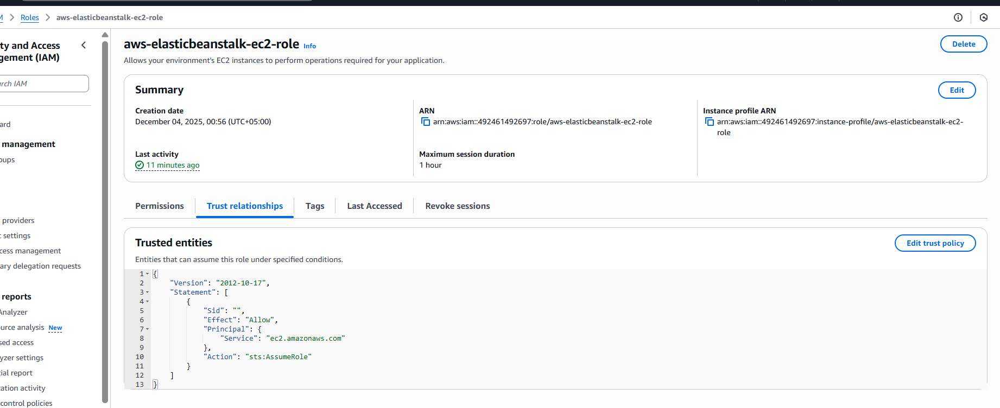 Roles
aws-elasticbeanstalk-ec2-role
ty and Access
gement (IAM)
rch IAM
ard
management
oups
providers
settings
cess management
ary delegation requests
reports
Analyzer
urce analysis New
sed access
yzer settings
ial report
ation activity
control policies
aws-elasticbeanstalk-ec2-role Info
Delete
Allows your environment's EC2 instances to perform operations required for your application.
Summary
Edit
Creation date
December 04, 2025, 00:56 (UTC+05:00)
ARN
arn:aws:iam::492461492697:role/aws-elasticbeanstalk-ec2-role
Instance profile ARN
arn:aws:iam::492461492697:instance-profile/aws-elasticbeanstalk-ec2-
role
Last activity
11 minutes ago
Maximum session duration
1 hour
Permissions
Trust relationships
Tags
Last Accessed
Revoke sessions
Trusted entities
Edit trust policy
Entities that can assume this role under specified conditions.
1 {
2 "Version": "2012-10-17",
3 "Statement": [
4 {
5 "Sid": "",
6 "Effect": "Allow",
7 "Principal": {
8 "Service": "ec2.amazonaws.com"
9 },
10 "Action": "sts:AssumeRole"
11 }
12 ]
13 }